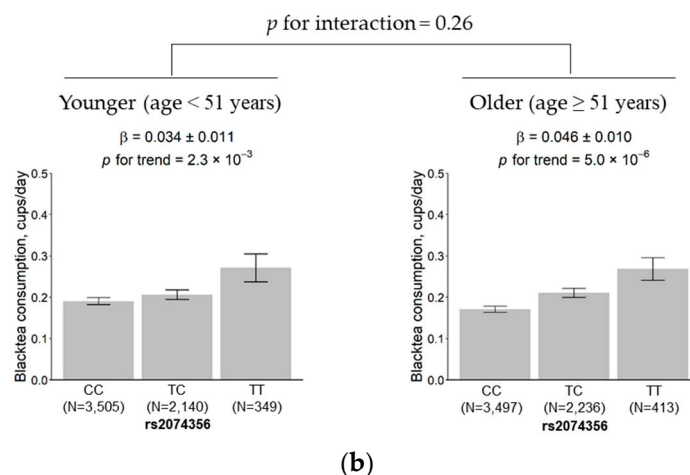 p for interaction = 0.26
Younger (age < 51 years)
β = 0.034 ± 0.011
p for trend = 2.3 × 10⁻³
Blacktea consumption, cups/day
0.5
0.4
0.3
0.2
0.1
0.0
CC TC TT
(N=3,505) (N=2,140) (N=349)
rs2074356
Older (age ≥ 51 years)
β = 0.046 ± 0.010
p for trend = 5.0 × 10⁻⁶
Blacktea consumption, cups/day
0.5
0.4
0.3
0.2
0.1
0.0
CC TC TT
(N=3,497) (N=2,236) (N=413)
rs2074356
(b)